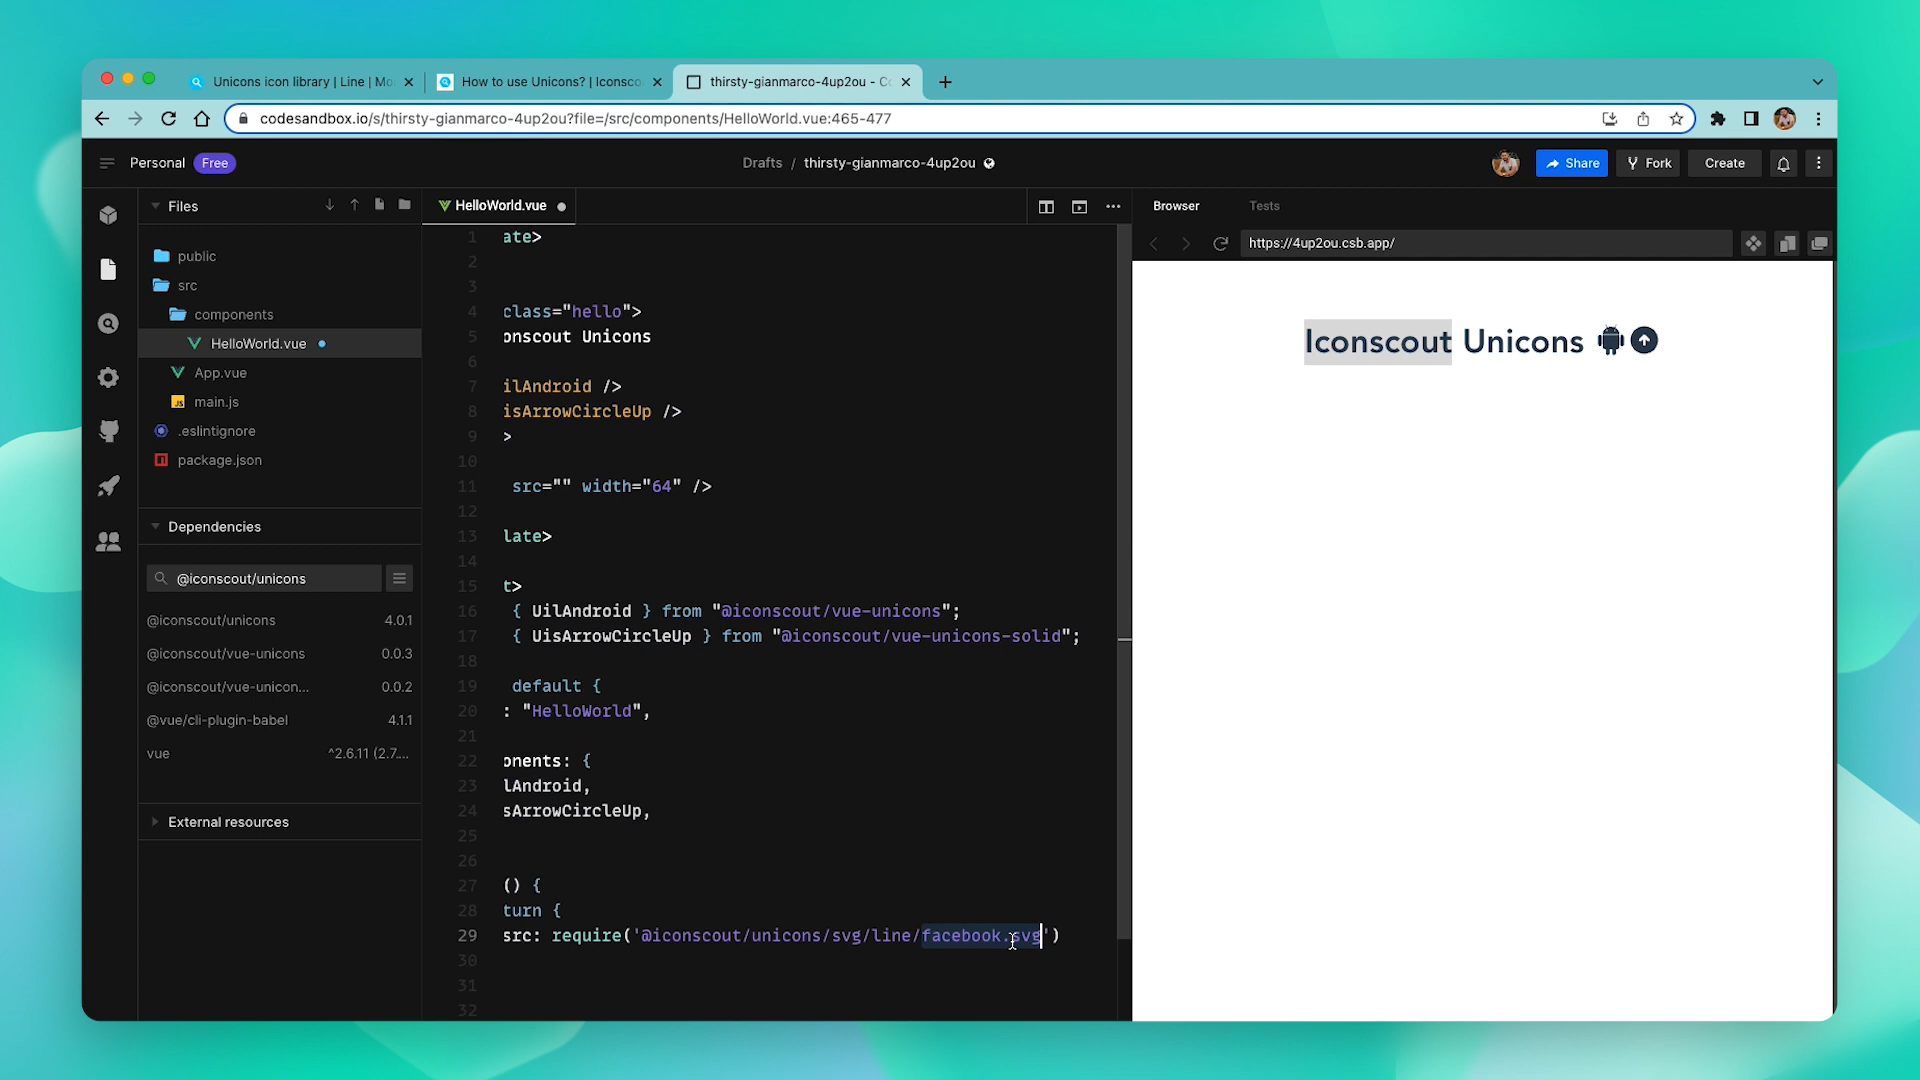 Unicons icon library | Line | Mo
How to use Unicons? | Iconsco
thirsty-gianmarco-4up2ou - Co
codesandbox.io/s/thirsty-gianmarco-4up2ou?file=/src/components/HelloWorld.vue:465-477
Personal Free
Drafts / thirsty-gianmarco-4up2ou
Share
Fork
Create
Files
public
src
components
HelloWorld.vue
App.vue
main.js
.eslintignore
package.json
Dependencies
@iconscout/unicons
@iconscout/unicons 4.0.1
@iconscout/vue-unicons 0.0.3
@iconscout/vue-unicon... 0.0.2
@vue/cli-plugin-babel 4.1.1
vue ^2.6.11 (2.7....
External resources
HelloWorld.vue
1 ate>
2
3
4 class="hello">
5 onscout Unicons
6
7 ilAndroid />
8 isArrowCircleUp />
9 >
10
11 src="" width="64" />
12
13 late>
14
15 t>
16 { UilAndroid } from "@iconscout/vue-unicons";
17 { UisArrowCircleUp } from "@iconscout/vue-unicons-solid";
18
19 default {
20 : "HelloWorld",
21
22 onents: {
23 lAndroid,
24 sArrowCircleUp,
25
26
27 () {
28 turn {
29 src: require('@iconscout/unicons/svg/line/facebook.svg')
30
31
32
Browser
Tests
https://4up2ou.csb.app/
Iconscout Unicons